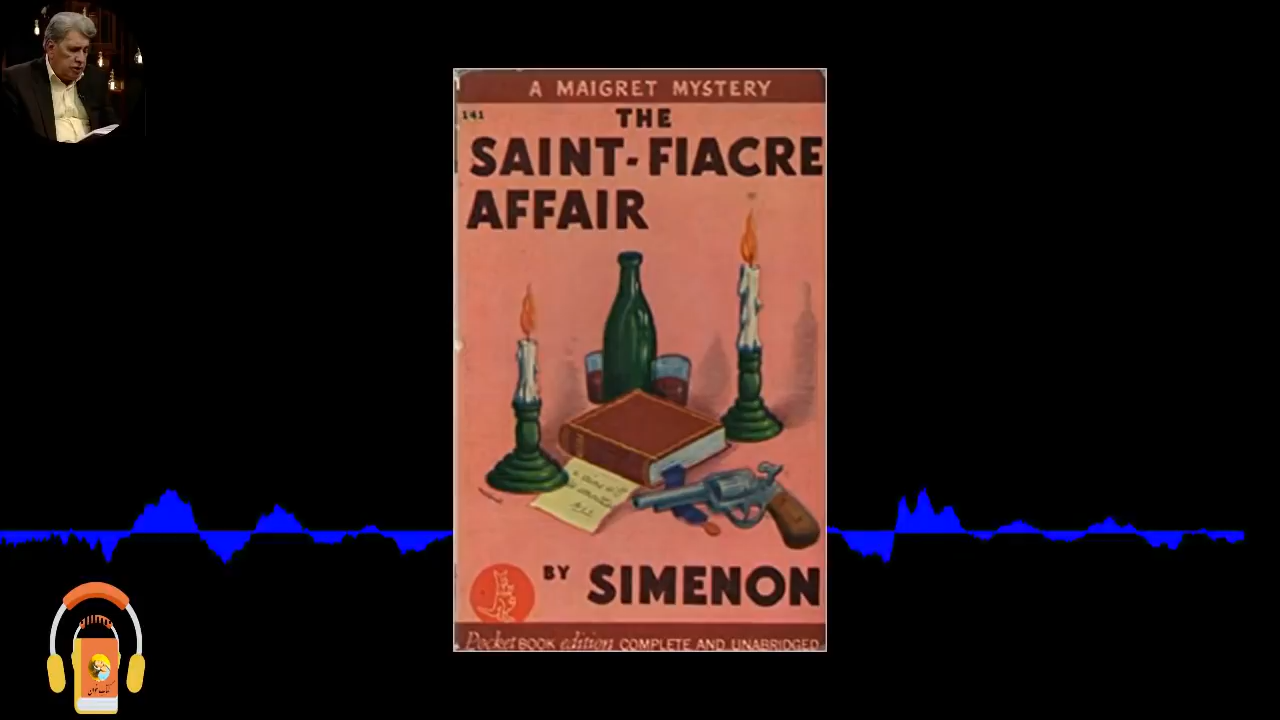 A MAIGRET MYSTERY
141
THE
SAINT-FIACRE
AFFAIR
BY SIMENON
Pocket BOOK edition COMPLETE AND UNABRIDGED